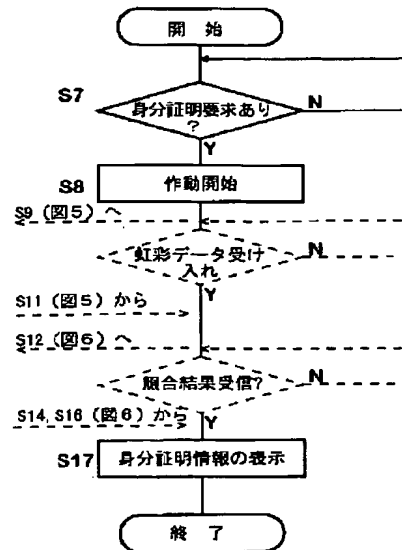 開 始
S7
身分証明要求あり
?
N
Y
S8
作動開始
S9 (図5) へ
虹彩データ受け
入れ
N
Y
S11 (図5) から
S12 (図6) へ
照合結果受信?
N
S14, S16 (図6) から
Y
S17
身分証明情報の表示
終 了